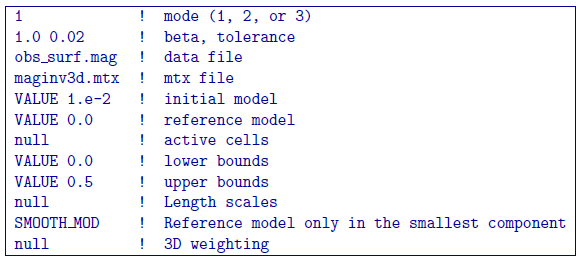 1 ! mode (1, 2, or 3)
1.0 0.02 ! beta, tolerance
obs_surf.mag ! data file
maginv3d.mtx ! mtx file
VALUE 1.e-2 ! initial model
VALUE 0.0 ! reference model
null ! active cells
VALUE 0.0 ! lower bounds
VALUE 0.5 ! upper bounds
null ! Length scales
SMOOTH_MOD ! Reference model only in the smallest component
null ! 3D weighting